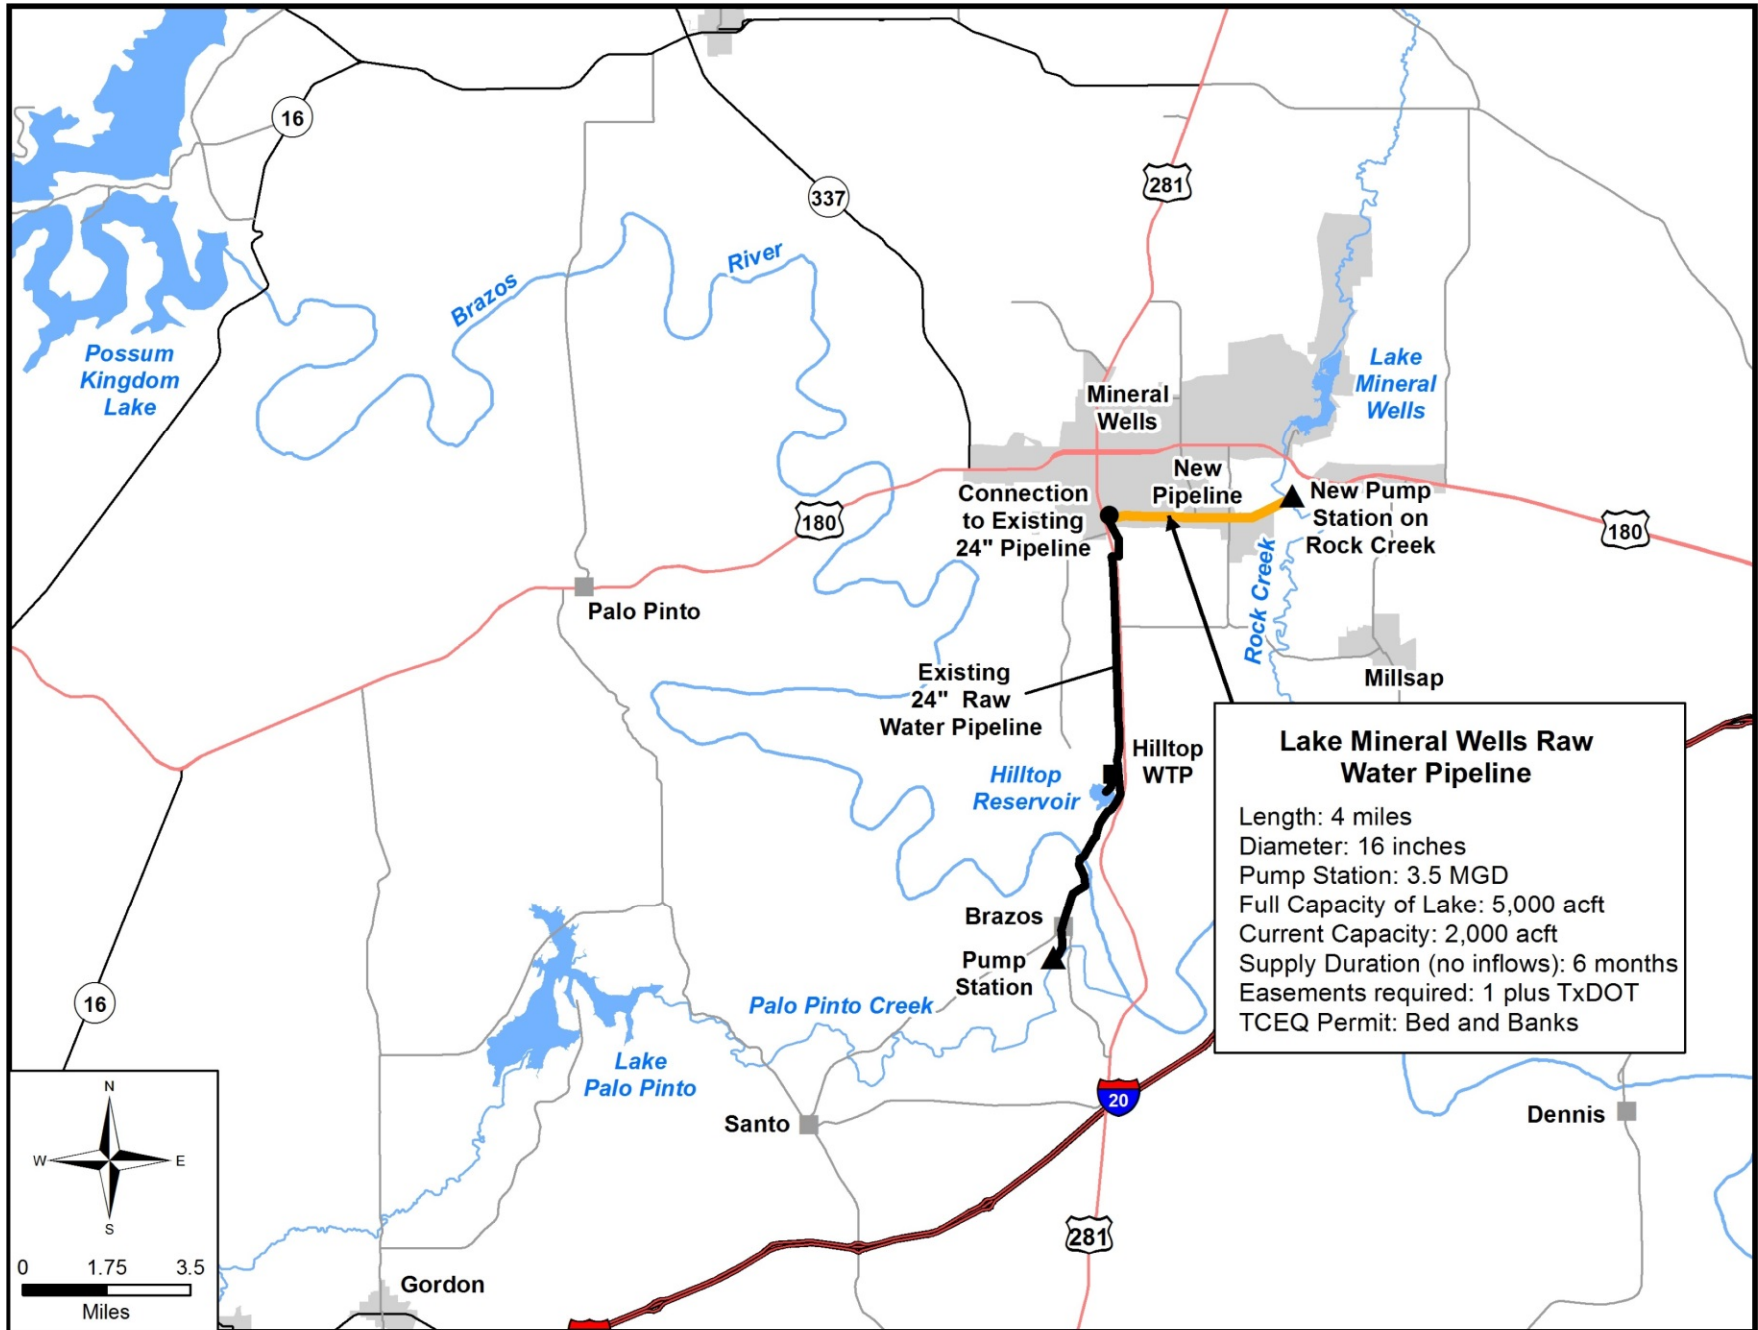 16
337
281
River
Brazos
Possum
Kingdom
Lake
Lake
Mineral
Wells
Mineral
Wells
New
Pipeline
Connection
to Existing
24" Pipeline
New Pump
Station on
Rock Creek
180
180
Rock Creek
Palo Pinto
Millsap
Existing
24" Raw
Water Pipeline
Hilltop
WTP
Hilltop
Reservoir
Lake Mineral Wells Raw
Water Pipeline
Length: 4 miles
Diameter: 16 inches
Pump Station: 3.5 MGD
Full Capacity of Lake: 5,000 acft
Current Capacity: 2,000 acft
Supply Duration (no inflows): 6 months
Easements required: 1 plus TxDOT
TCEQ Permit: Bed and Banks
Brazos
Pump
Station
16
Palo Pinto Creek
Lake
Palo Pinto
20
Santo
Dennis
281
Gordon
N
W E
S
0 1.75 3.5
Miles